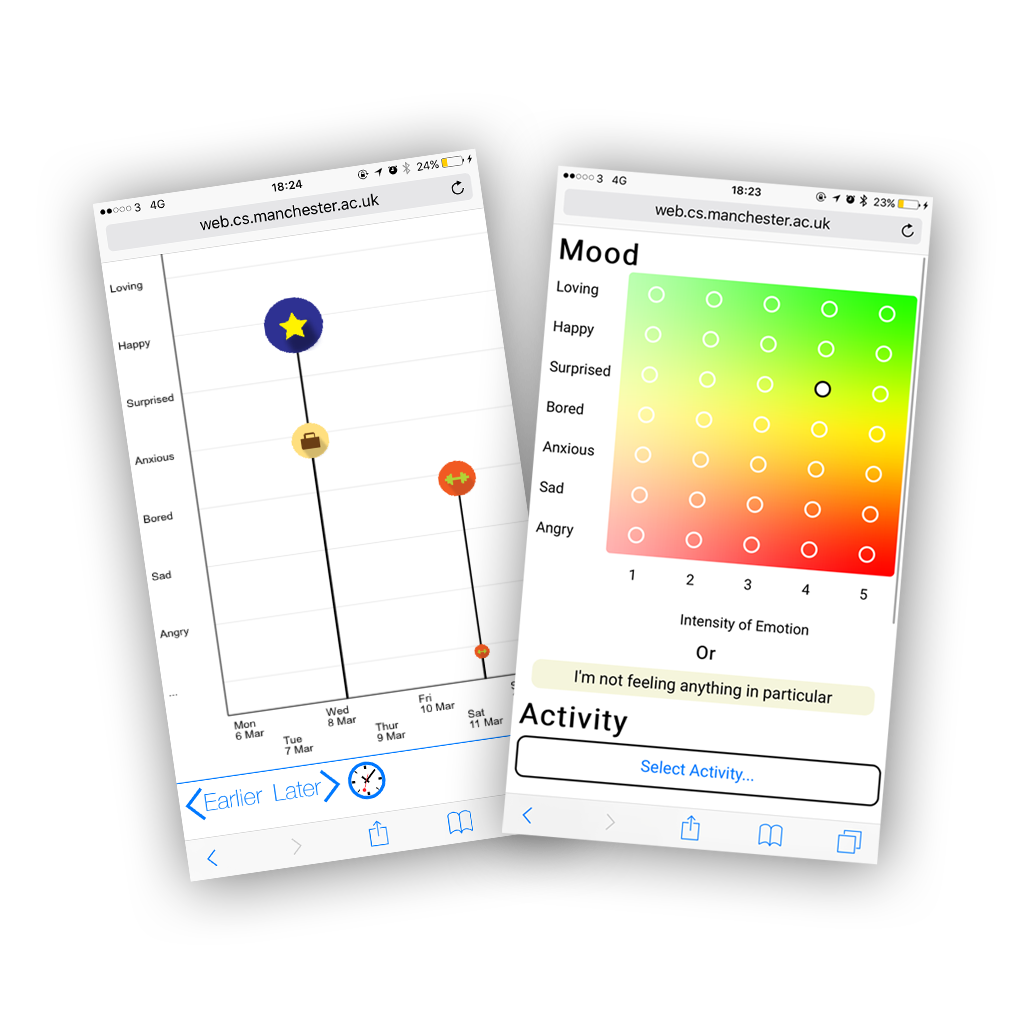 ●●○○○ 3 4G 18:24 24%
web.cs.manchester.ac.uk
Loving
Happy
Surprised
Anxious
Bored
Sad
Angry
...
Mon
6 Mar
Tue
7 Mar
Wed
8 Mar
Thur
9 Mar
Fri
10 Mar
Sat
11 Mar
S
Earlier Later
●●○○○ 3 4G 18:23 23%
web.cs.manchester.ac.uk
Mood
Loving
Happy
Surprised
Bored
Anxious
Sad
Angry
1 2 3 4 5
Intensity of Emotion
Or
I'm not feeling anything in particular
Activity
Select Activity...